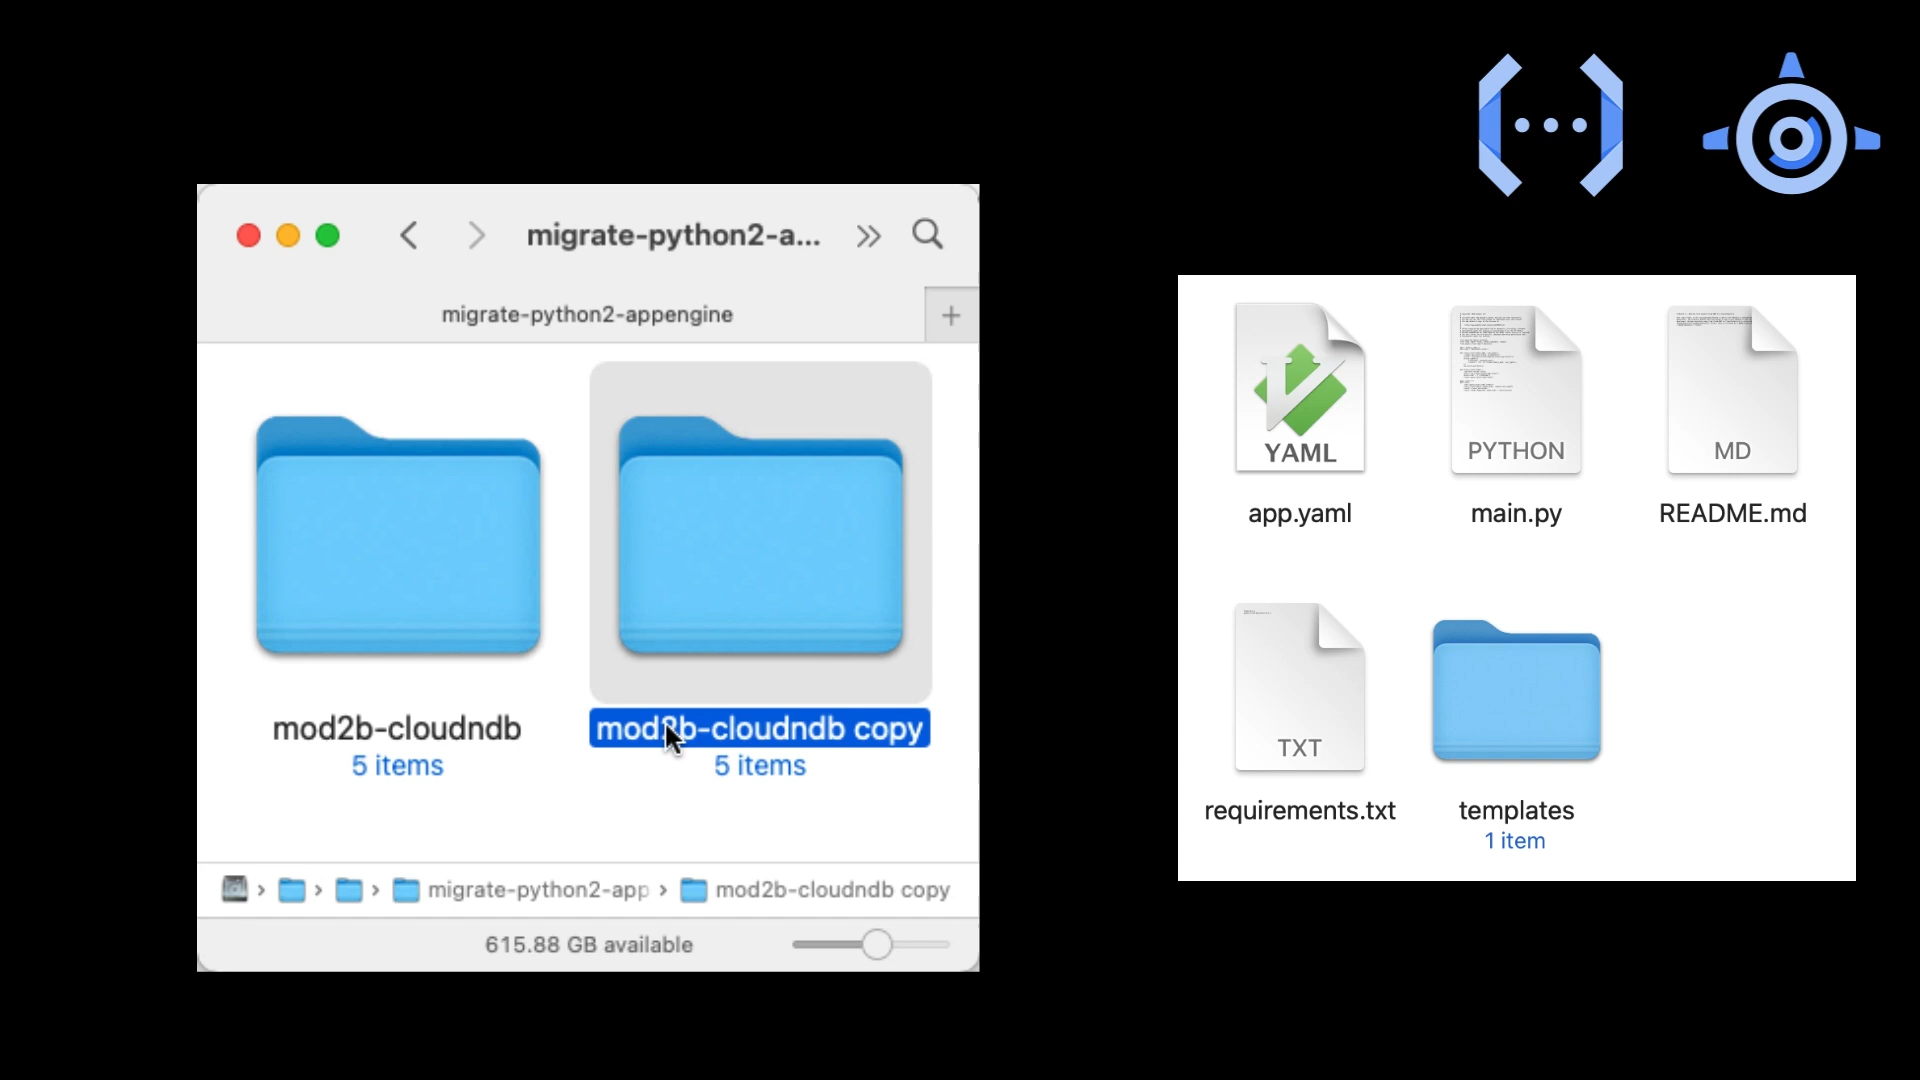 migrate-python2-a...
migrate-python2-appengine
mod2b-cloudndb
5 items
mod2b-cloudndb copy
5 items
migrate-python2-app
mod2b-cloudndb copy
615.88 GB available
YAML
app.yaml
PYTHON
main.py
MD
README.md
TXT
requirements.txt
templates
1 item